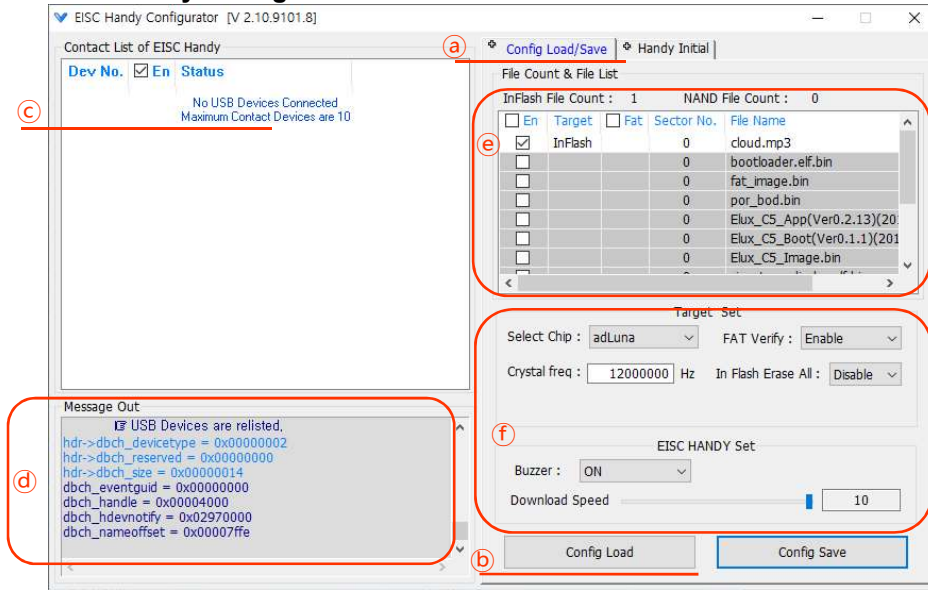 EISC Handy Configurator [V 2.10.9101.8]
Contact List of EISC Handy
Dev No. En Status
No USB Devices Connected
Maximum Contact Devices are 10
Message Out
USB Devices are relisted,
hdr->dbch_devicetype = 0x00000002
hdr->dbch_reserved = 0x00000000
hdr->dbch_size = 0x00000014
dbch_eventguid = 0x00000000
dbch_handle = 0x00004000
dbch_hdevnotify = 0x02970000
dbch_nameoffset = 0x00007ffe
Config Load/Save Handy Initial
File Count & File List
InFlash File Count : 1 NAND File Count : 0
En Target Fat Sector No. File Name
InFlash 0 cloud.mp3
0 bootloader.elf.bin
0 fat_image.bin
0 por_bod.bin
0 Elux_C5_App(Ver0.2.13)(20
0 Elux_C5_Boot(Ver0.1.1)(201
0 Elux_C5_Image.bin
Target Set
Select Chip : adLuna FAT Verify : Enable
Crystal freq : 12000000 Hz In Flash Erase All : Disable
EISC HANDY Set
Buzzer : ON
Download Speed 10
Config Load Config Save
a
b
c
d
e
f